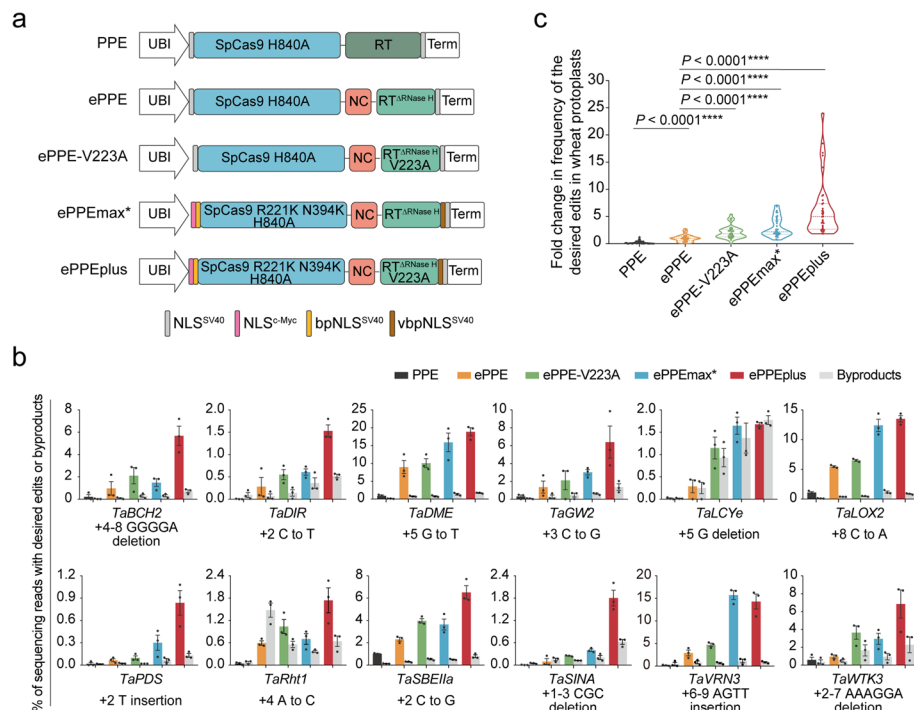 a
PPE
UBI
SpCas9 H840A
RT
Term
ePPE
UBI
SpCas9 H840A
NC
RTΔRNase H
Term
ePPE-V223A
UBI
SpCas9 H840A
NC
RTΔRNase H
V223A
Term
ePPEmax*
UBI
SpCas9 R221K N394K
H840A
NC
RTΔRNase H
Term
ePPEplus
UBI
SpCas9 R221K N394K
H840A
NC
RTΔRNase H
V223A
Term
NLSSV40
NLSc-Myc
bpNLSSV40
vbpNLSSV40
c
Fold change in frequency of the
desired edits in wheat protoplasts
P < 0.0001****
P < 0.0001****
P < 0.0001****
P < 0.0001****
30
25
20
15
10
5
0
PPE
ePPE
ePPE-V223A
ePPEmax*
ePPEplus
b
PPE
ePPE
ePPE-V223A
ePPEmax*
ePPEplus
Byproducts
% of sequencing reads with desired edits or byproducts
8
6
4
2
0
TaBCH2
+4-8 GGGGA
deletion
2.0
1.5
1.0
0.5
0.0
TaDIR
+2 C to T
25
20
15
10
5
0
TaDME
+5 G to T
10
8
6
4
2
0
TaGW2
+3 C to G
2.0
1.5
1.0
0.5
0.0
TaLCYe
+5 G deletion
15
10
5
0
TaLOX2
+8 C to A
1.2
0.9
0.6
0.3
0.0
TaPDS
+2 T insertion
2.4
1.8
1.2
0.6
0.0
TaRht1
+4 A to C
8
6
4
2
0
TaSBEIIa
+2 C to G
2.4
1.8
1.2
0.6
0.0
TaSINA
+1-3 CGC
deletion
20
15
10
5
0
TaVRN3
+6-9 AGTT
insertion
10
8
6
4
2
0
TaWTK3
+2-7 AAAGGA
deletion